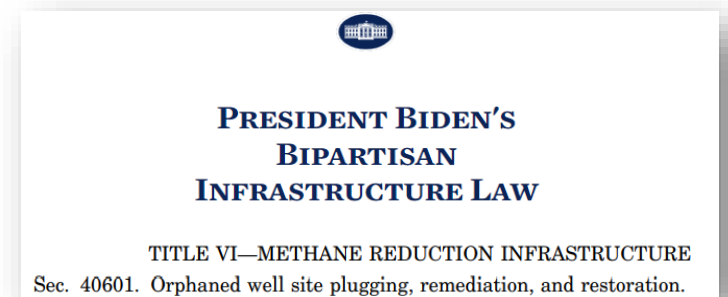 PRESIDENT BIDEN'S
BIPARTISAN
INFRASTRUCTURE LAW
TITLE VI—METHANE REDUCTION INFRASTRUCTURE
Sec. 40601. Orphaned well site plugging, remediation, and restoration.